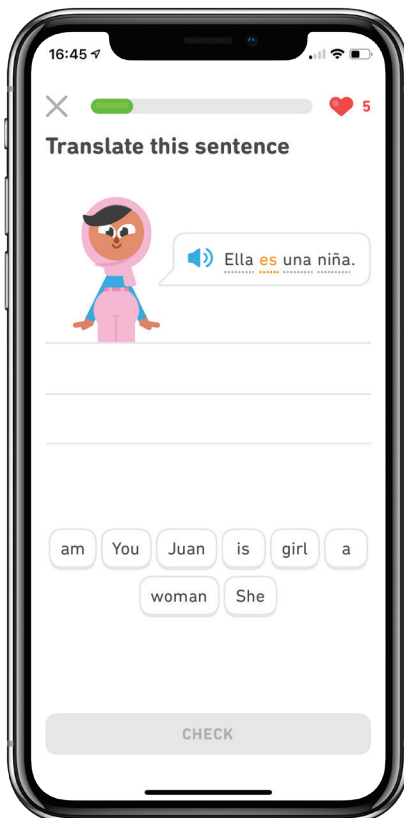 16:45
5
Translate this sentence
Ella es una niña.
am You Juan is girl a
woman She
CHECK